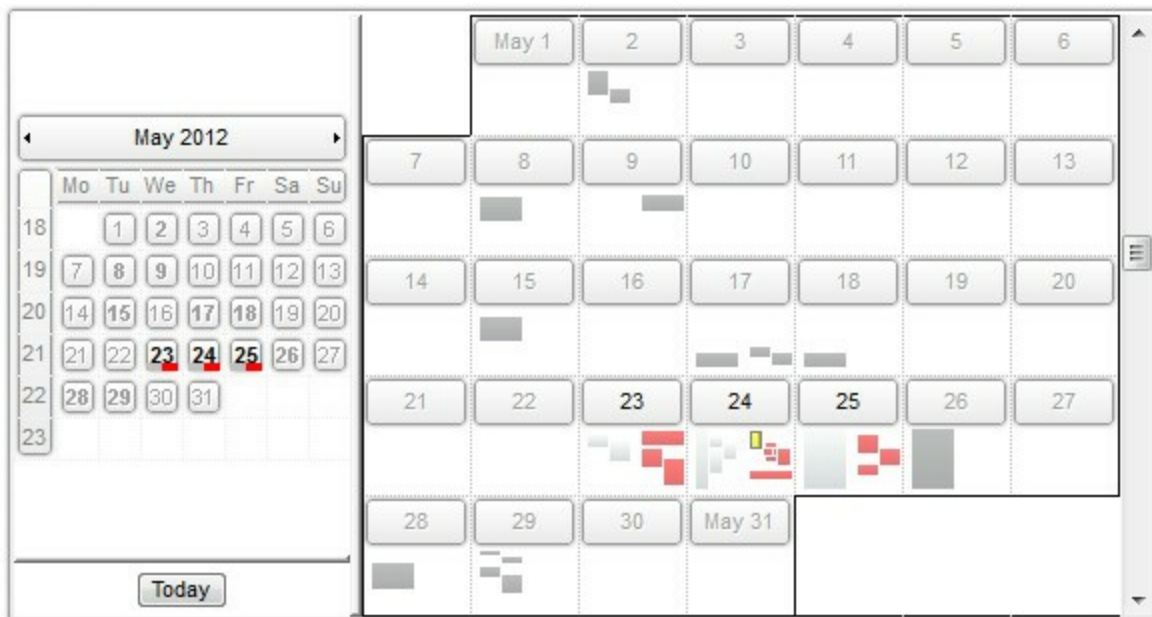 May 2012
Mo Tu We Th Fr Sa Su
18 1 2 3 4 5 6
19 7 8 9 10 11 12 13
20 14 15 16 17 18 19 20
21 21 22 23 24 25 26 27
22 28 29 30 31
23
Today
May 1 2 3 4 5 6
7 8 9 10 11 12 13
14 15 16 17 18 19 20
21 22 23 24 25 26 27
28 29 30 May 31